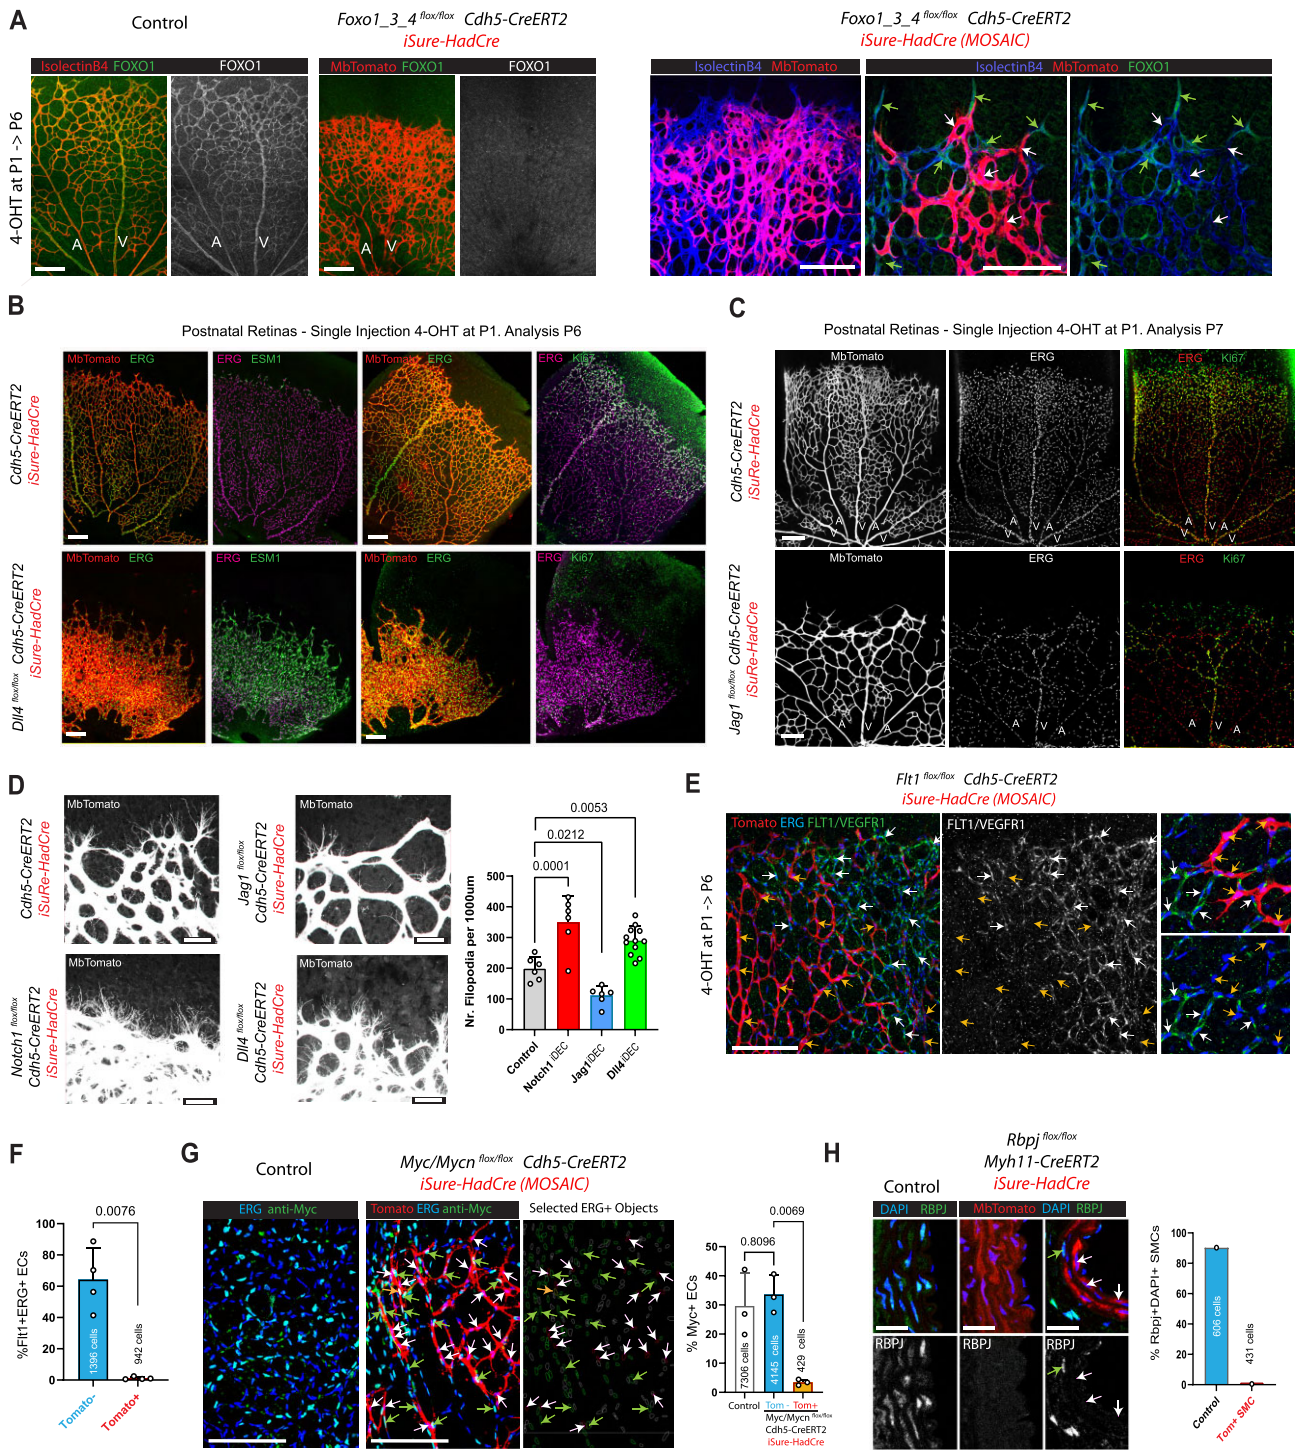 A
Control
Foxo1_3_4 flox/flox Cdh5-CreERT2
iSure-HadCre
Foxo1_3_4 flox/flox Cdh5-CreERT2
iSure-HadCre (MOSAIC)
4-OHT at P1 -> P6
IsolectinB4 FOXO1
FOXO1
MbTomato FOXO1
FOXO1
IsolectinB4 MbTomato
IsolectinB4 MbTomato FOXO1
A V
A V
A V
B
Postnatal Retinas - Single Injection 4-OHT at P1. Analysis P6
Cdh5-CreERT2
iSure-HadCre
MbTomato ERG
ERG ESM1
MbTomato ERG
ERG Ki67
Dll4 flox/flox Cdh5-CreERT2
iSure-HadCre
MbTomato ERG
ERG ESM1
MbTomato ERG
ERG Ki67
C
Postnatal Retinas - Single Injection 4-OHT at P1. Analysis P7
Cdh5-CreERT2
iSuRe-HadCre
MbTomato
ERG
ERG Ki67
A V A
V V
A V A
V V
A V A
V V
Jag1 flox/flox Cdh5-CreERT2
iSuRe-HadCre
MbTomato
ERG
ERG Ki67
A V A
A V A
A V A
D
Cdh5-CreERT2
iSuRe-HadCre
MbTomato
Jag1 flox/flox
Cdh5-CreERT2
iSure-HadCre
MbTomato
Notch1 flox/flox
Cdh5-CreERT2
iSure-HadCre
MbTomato
Dll4 flox/flox
Cdh5-CreERT2
iSure-HadCre
MbTomato
0.0053
0.0212
0.0001
Nr. Filopodia per 1000um
500
400
300
200
100
0
Control
Notch1 iDEC
Jag1 iDEC
Dll4 iDEC
E
Flt1 flox/flox Cdh5-CreERT2
iSure-HadCre (MOSAIC)
4-OHT at P1 -> P6
Tomato ERG FLT1/VEGFR1
FLT1/VEGFR1
F
0.0076
%Flt1+ERG+ ECs
100
80
60
40
20
0
1396 cells
942 cells
Tomato-
Tomato+
G
Control
Myc/Mycn flox/flox Cdh5-CreERT2
iSure-HadCre (MOSAIC)
ERG anti-Myc
Tomato ERG anti-Myc
Selected ERG+ Objects
0.0069
0.8096
% Myc+ ECs
50
40
30
20
10
0
7306 cells
4145 cells
429 cells
Control
Tom -
Tom+
Myc/Mycn flox/flox
Cdh5-CreERT2
iSure-HadCre
H
Rbpj flox/flox
Myh11-CreERT2
iSure-HadCre
Control
DAPI RBPJ
MbTomato DAPI RBPJ
RBPJ
RBPJ
RBPJ
% Rbpj+DAPI+ SMCs
100
80
60
40
20
0
606 cells
431 cells
Control
Tom+ SMC